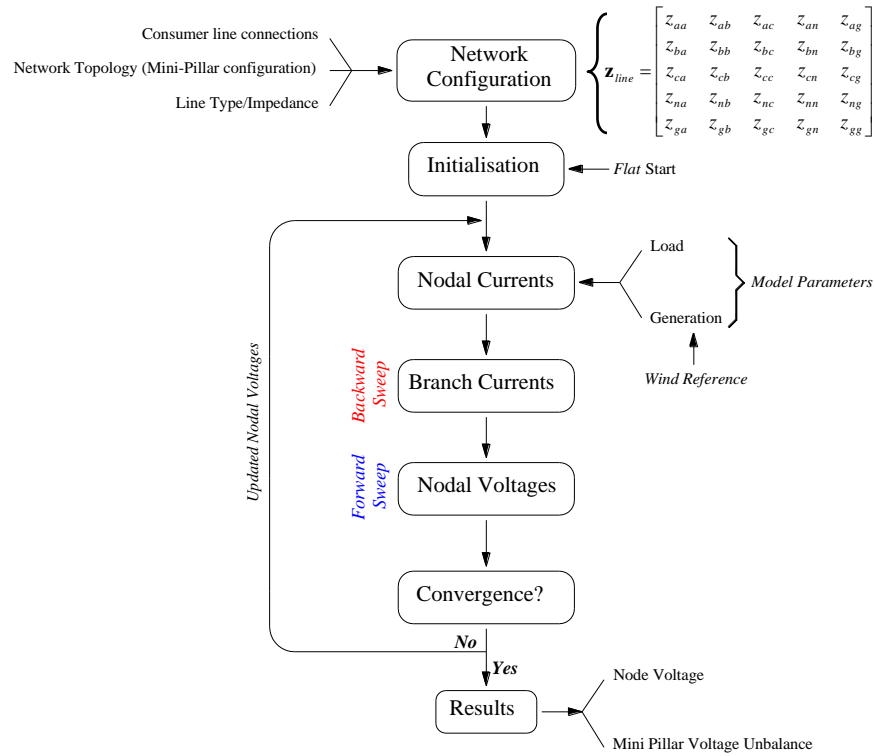 Consumer line connections
Network Topology (Mini-Pillar configuration)
Line Type/Impedance
Network
Configuration
z_line =
z_aa z_ab z_ac z_an z_ag
z_ba z_bb z_bc z_bn z_bg
z_ca z_cb z_cc z_cn z_cg
z_na z_nb z_nc z_nn z_ng
z_ga z_gb z_gc z_gn z_gg
Initialisation
Flat Start
Nodal Currents
Load
Generation
Model Parameters
Wind Reference
Updated Nodal Voltages
Backward
Sweep
Branch Currents
Forward
Sweep
Nodal Voltages
Convergence?
No
Yes
Results
Node Voltage
Mini Pillar Voltage Unbalance